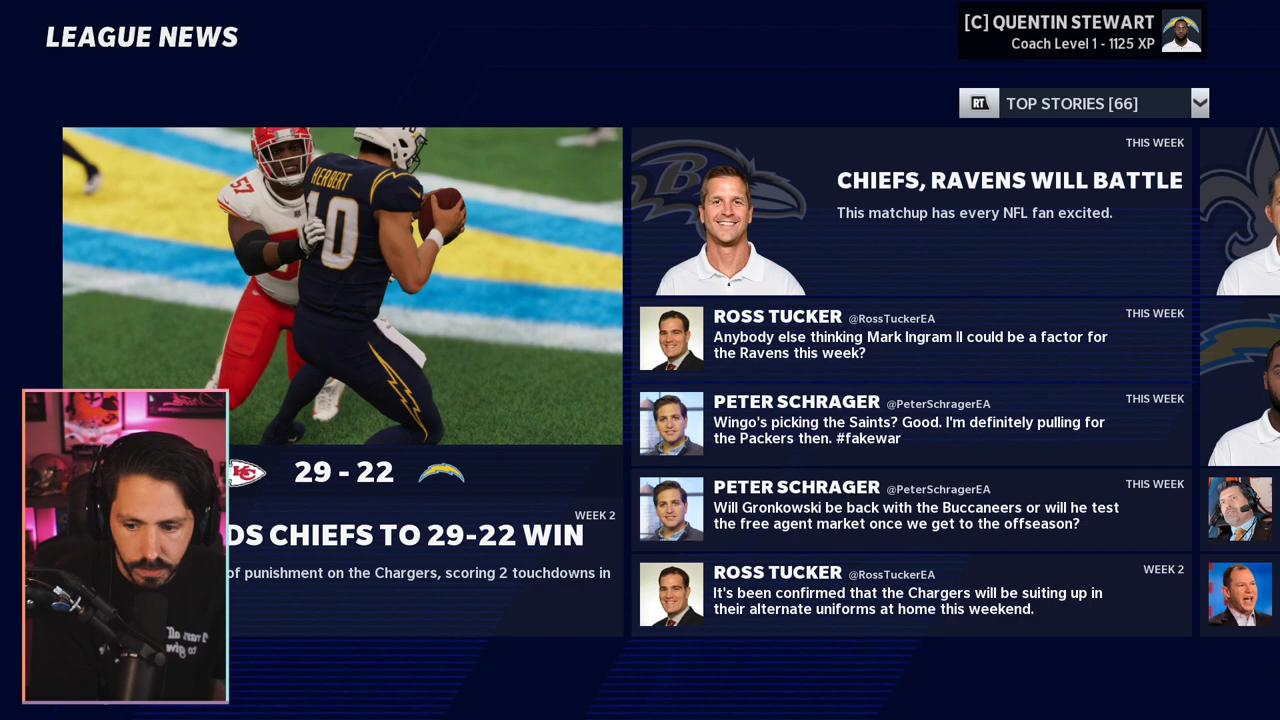 LEAGUE NEWS
[C] QUENTIN STEWART
Coach Level 1 - 1125 XP
RT
TOP STORIES [66]
57
HERBERT
10
KC
29 - 22
WEEK 2
DS CHIEFS TO 29-22 WIN
of punishment on the Chargers, scoring 2 touchdowns in
THIS WEEK
CHIEFS, RAVENS WILL BATTLE
This matchup has every NFL fan excited.
ROSS TUCKER @RossTuckerEA
THIS WEEK
Anybody else thinking Mark Ingram II could be a factor for
the Ravens this week?
PETER SCHRAGER @PeterSchragerEA
THIS WEEK
Wingo's picking the Saints? Good. I'm definitely pulling for
the Packers then. #fakewar
PETER SCHRAGER @PeterSchragerEA
THIS WEEK
Will Gronkowski be back with the Buccaneers or will he test
the free agent market once we get to the offseason?
ROSS TUCKER @RossTuckerEA
WEEK 2
It's been confirmed that the Chargers will be suiting up in
their alternate uniforms at home this weekend.